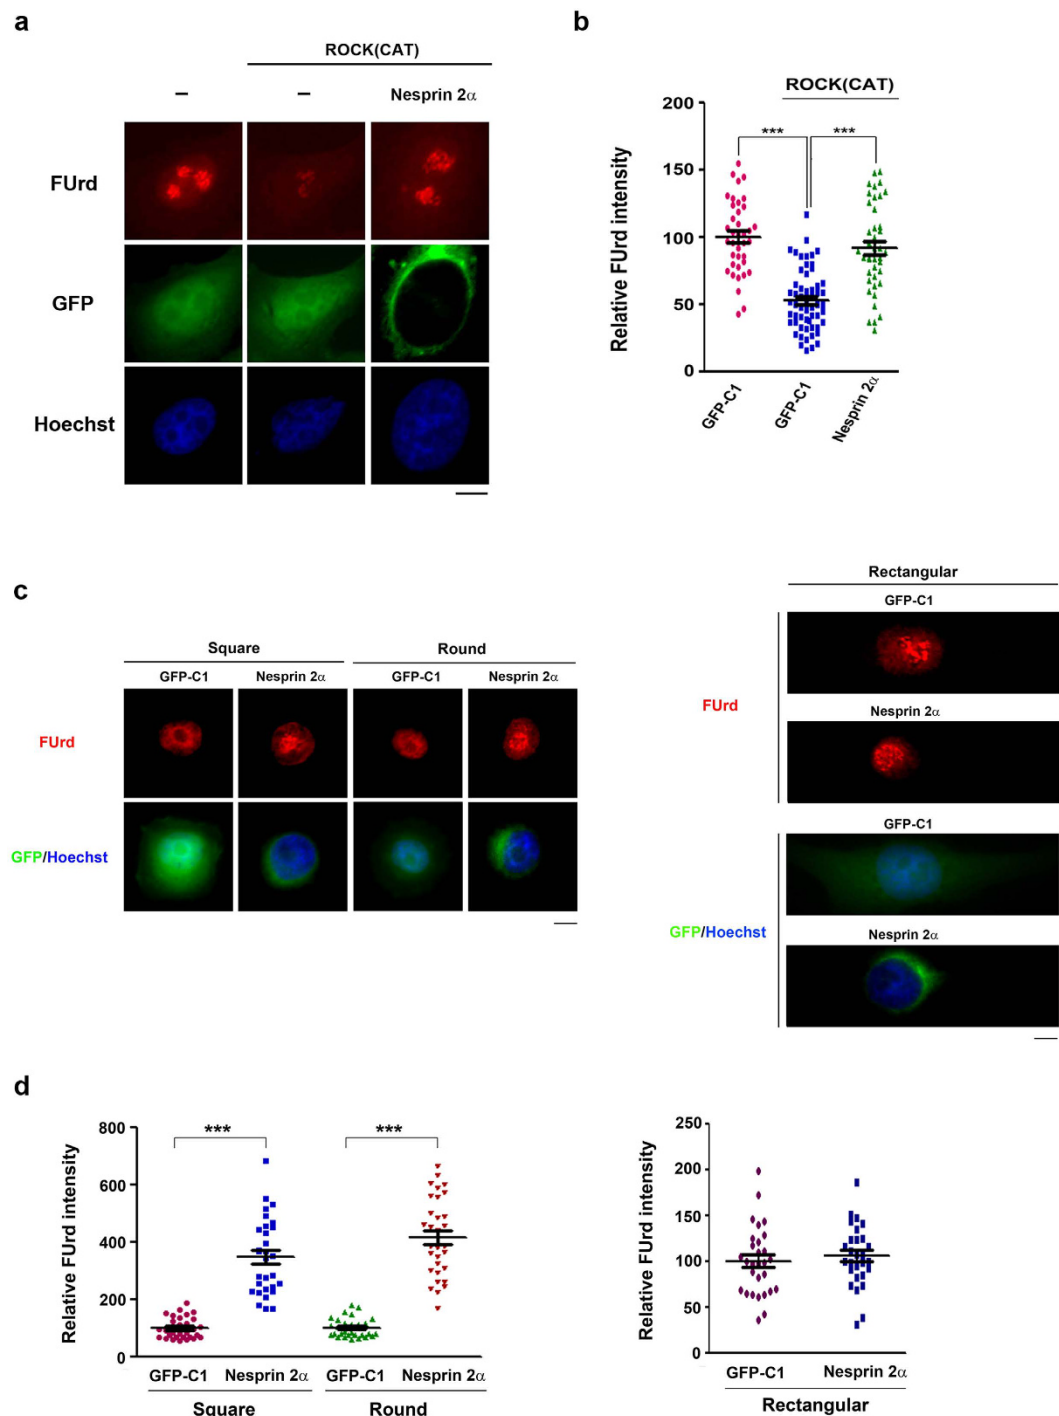 a
ROCK(CAT)
– – Nesprin 2α
FUrd
GFP
Hoechst
b
ROCK(CAT)
*** ***
Relative FUrd intensity
200
150
100
50
0
GFP-C1 GFP-C1 Nesprin 2α
c
Square Round
GFP-C1 Nesprin 2α GFP-C1 Nesprin 2α
FUrd
GFP/Hoechst
Rectangular
GFP-C1
FUrd
Nesprin 2α
GFP-C1
GFP/Hoechst
Nesprin 2α
d
Relative FUrd intensity
800
600
400
200
0
*** ***
GFP-C1 Nesprin 2α GFP-C1 Nesprin 2α
Square Round
Relative FUrd intensity
250
200
150
100
50
0
GFP-C1 Nesprin 2α
Rectangular